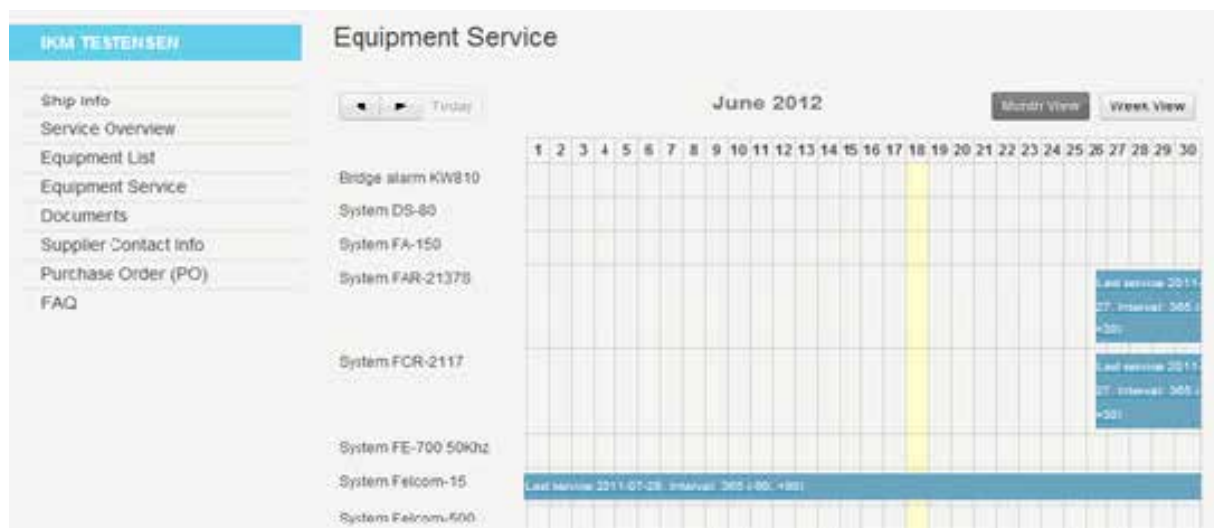 IKM TESTENSEN
Equipment Service
Ship Info
Service Overview
Equipment List
Equipment Service
Documents
Supplier Contact Info
Purchase Order (PO)
FAQ
Today
June 2012
Month View
Week View
1 2 3 4 5 6 7 8 9 10 11 12 13 14 15 16 17 18 19 20 21 22 23 24 25 26 27 28 29 30
Bridge alarm KW810
System DS-80
System FA-150
System FAR-2137S
Last service 2011-
27. Interval: 365
+30)
System FCR-2117
Last service 2011-
27. Interval: 365
+30)
System FE-700 50Khz
System Felcom-15
Last service 2011-07-28. Interval: 365 (-90, +90)
System Felcom-500